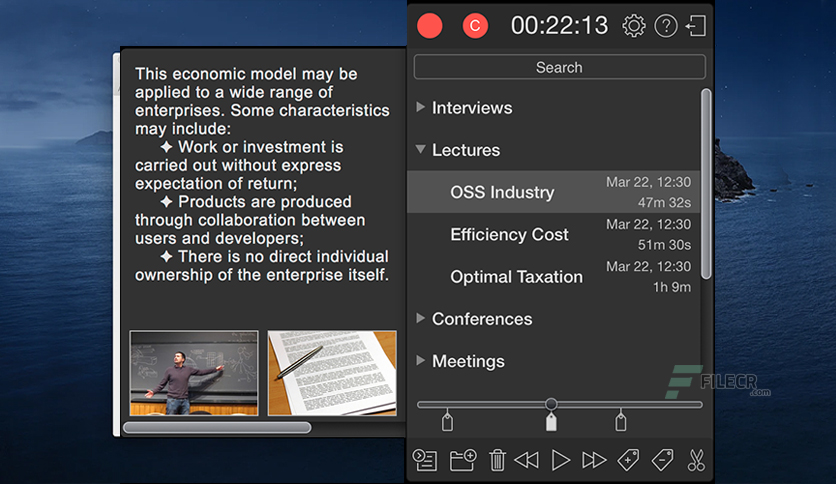 This economic model may be
applied to a wide range of
enterprises. Some characteristics
may include:
✦ Work or investment is
carried out without express
expectation of return;
✦ Products are produced
through collaboration between
users and developers;
✦ There is no direct individual
ownership of the enterprise itself.
C 00:22:13 ?
Search
Interviews
Lectures
OSS Industry Mar 22, 12:30
47m 32s
Efficiency Cost Mar 22, 12:30
51m 30s
Optimal Taxation Mar 22, 12:30
1h 9m
Conferences
Meetings
FILECR
.com